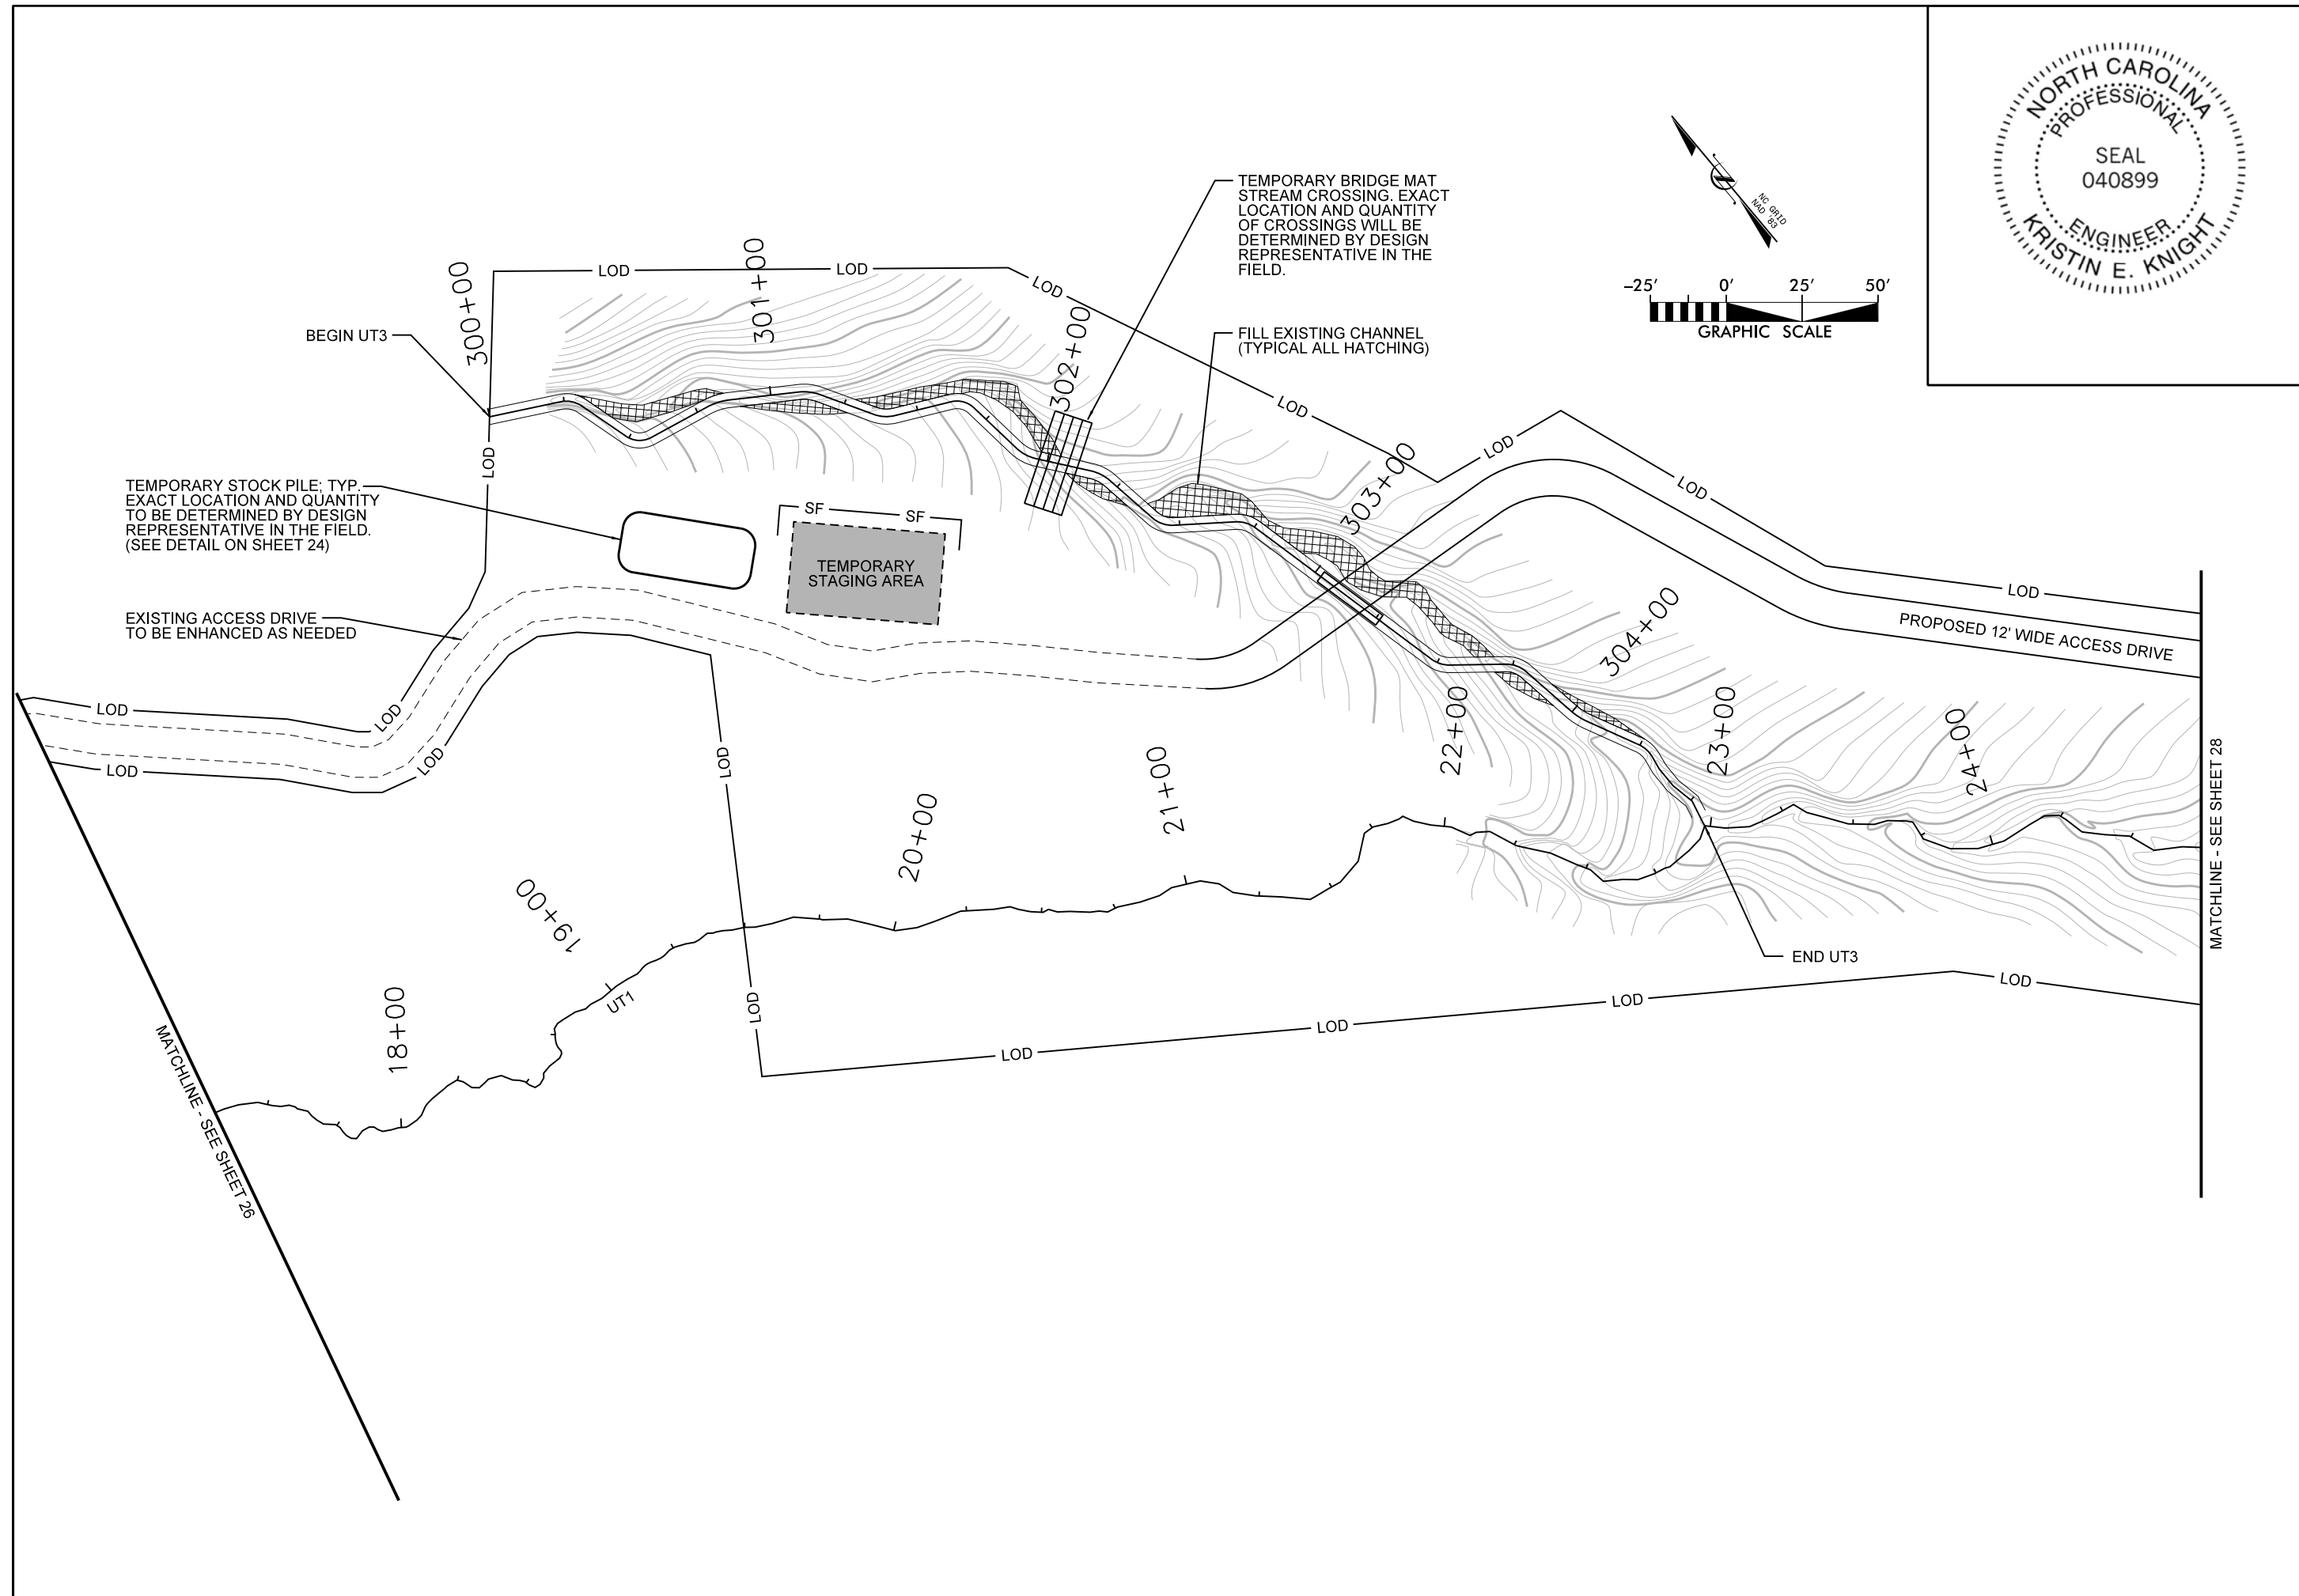 NORTH CAROLINA
PROFESSIONAL
SEAL
040899
ENGINEER
KRISTIN E. KNIGHT
NC GRID
NAD '83
-25' 0' 25' 50'
GRAPHIC SCALE
TEMPORARY BRIDGE MAT
STREAM CROSSING. EXACT
LOCATION AND QUANTITY
OF CROSSINGS WILL BE
DETERMINED BY DESIGN
REPRESENTATIVE IN THE
FIELD.
FILL EXISTING CHANNEL
(TYPICAL ALL HATCHING)
BEGIN UT3
300+00
301+00
302+00
303+00
304+00
LOD
LOD
LOD
LOD
LOD
LOD
LOD
LOD
TEMPORARY STOCK PILE; TYP.
EXACT LOCATION AND QUANTITY
TO BE DETERMINED BY DESIGN
REPRESENTATIVE IN THE FIELD.
(SEE DETAIL ON SHEET 24)
SF SF
TEMPORARY
STAGING AREA
EXISTING ACCESS DRIVE
TO BE ENHANCED AS NEEDED
PROPOSED 12' WIDE ACCESS DRIVE
LOD
LOD
LOD
LOD
LOD
LOD
LOD
LOD
LOD
LOD
18+00
19+00
20+00
21+00
22+00
23+00
24+00
UT1
END UT3
MATCHLINE - SEE SHEET 26
MATCHLINE - SEE SHEET 28